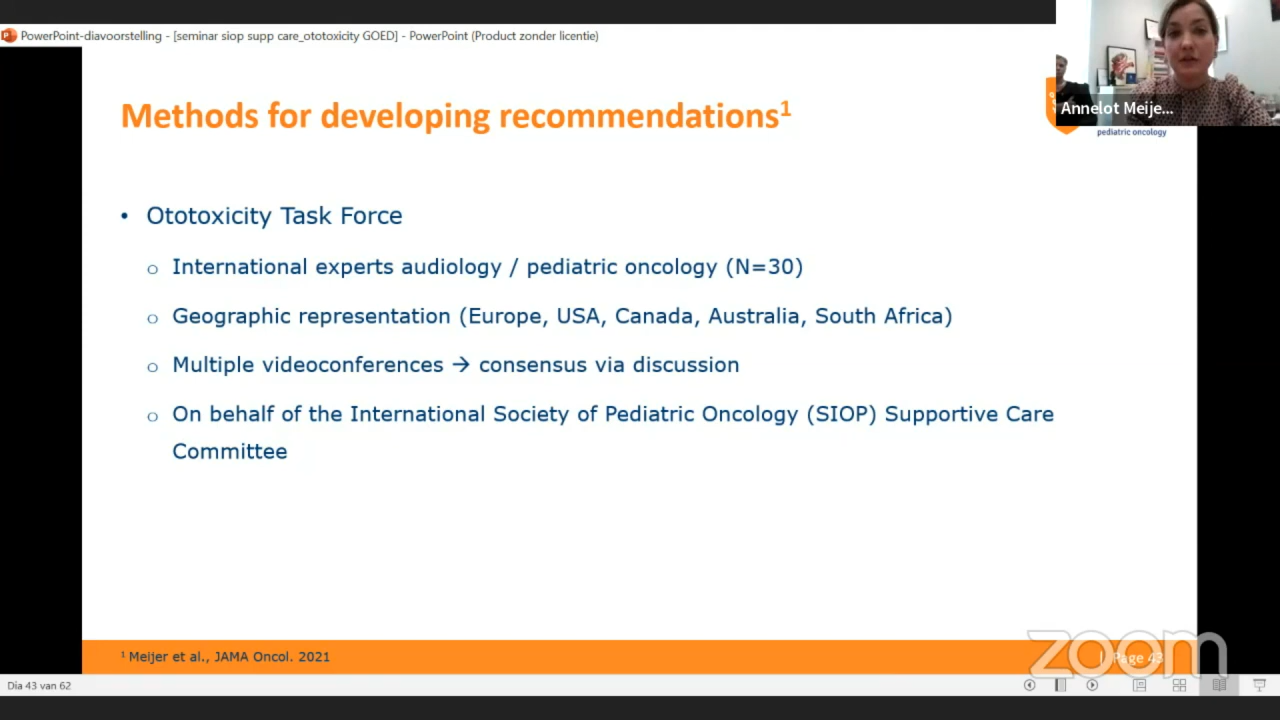 PowerPoint-diavoorstelling - [seminar siop supp care_ototoxicity GOED] - PowerPoint (Product zonder licentie)
Annelot Meije...
pediatric oncology
Methods for developing recommendations¹
• Ototoxicity Task Force
o International experts audiology / pediatric oncology (N=30)
o Geographic representation (Europe, USA, Canada, Australia, South Africa)
o Multiple videoconferences → consensus via discussion
o On behalf of the International Society of Pediatric Oncology (SIOP) Supportive Care
Committee
¹ Meijer et al., JAMA Oncol. 2021
| Page 43
zoom
Dia 43 van 62